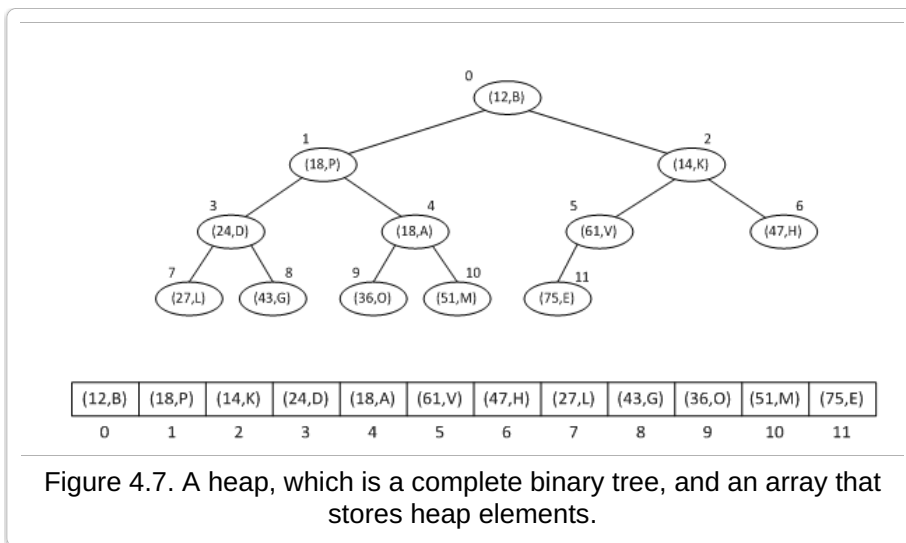 0
(12,B)
1
2
(18,P)
(14,K)
3
4
5
6
(24,D)
(18,A)
(61,V)
(47,H)
7
8
9
10
11
(27,L)
(43,G)
(36,O)
(51,M)
(75,E)
(12,B) (18,P) (14,K) (24,D) (18,A) (61,V) (47,H) (27,L) (43,G) (36,O) (51,M) (75,E)
0 1 2 3 4 5 6 7 8 9 10 11
Figure 4.7. A heap, which is a complete binary tree, and an array that
stores heap elements.